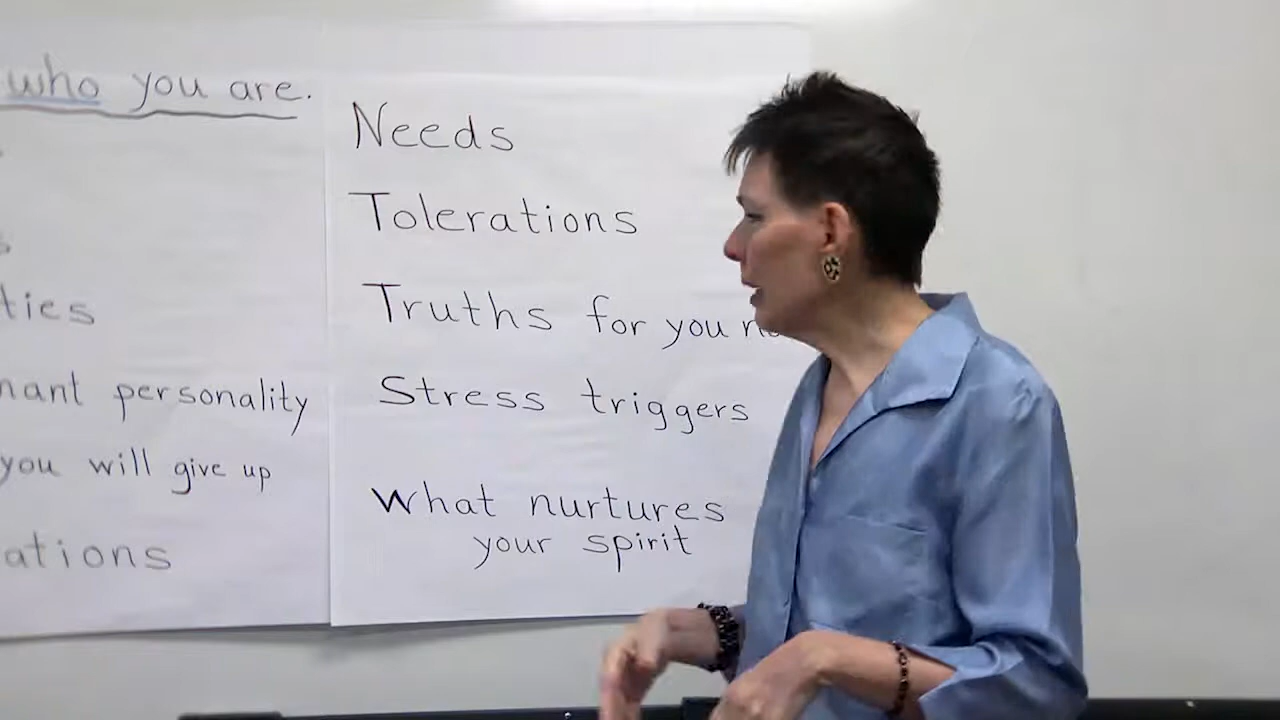 who you are.
ties
nant personality
you will give up
ations
Needs
Tolerations
Truths for you
Stress triggers
What nurtures
your spirit